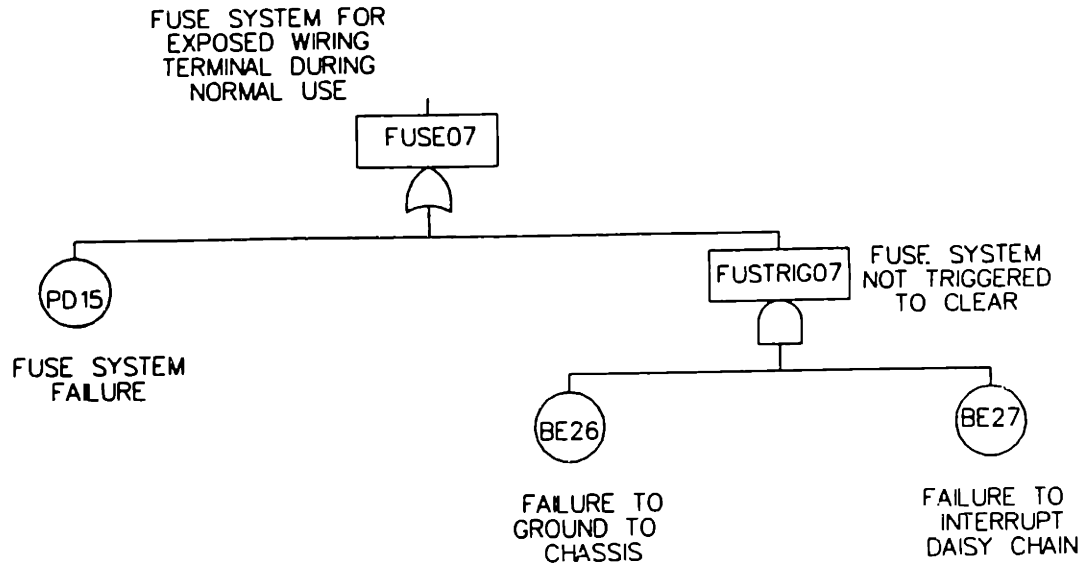 FUSE SYSTEM FOR
EXPOSED WIRING
TERMINAL DURING
NORMAL USE
FUSE07
PD15
FUSE SYSTEM
FAILURE
FUSTRIG07
FUSE SYSTEM
NOT TRIGGERED
TO CLEAR
BE26
FAILURE TO
GROUND TO
CHASSIS
BE27
FAILURE TO
INTERRUPT
DAISY CHAIN